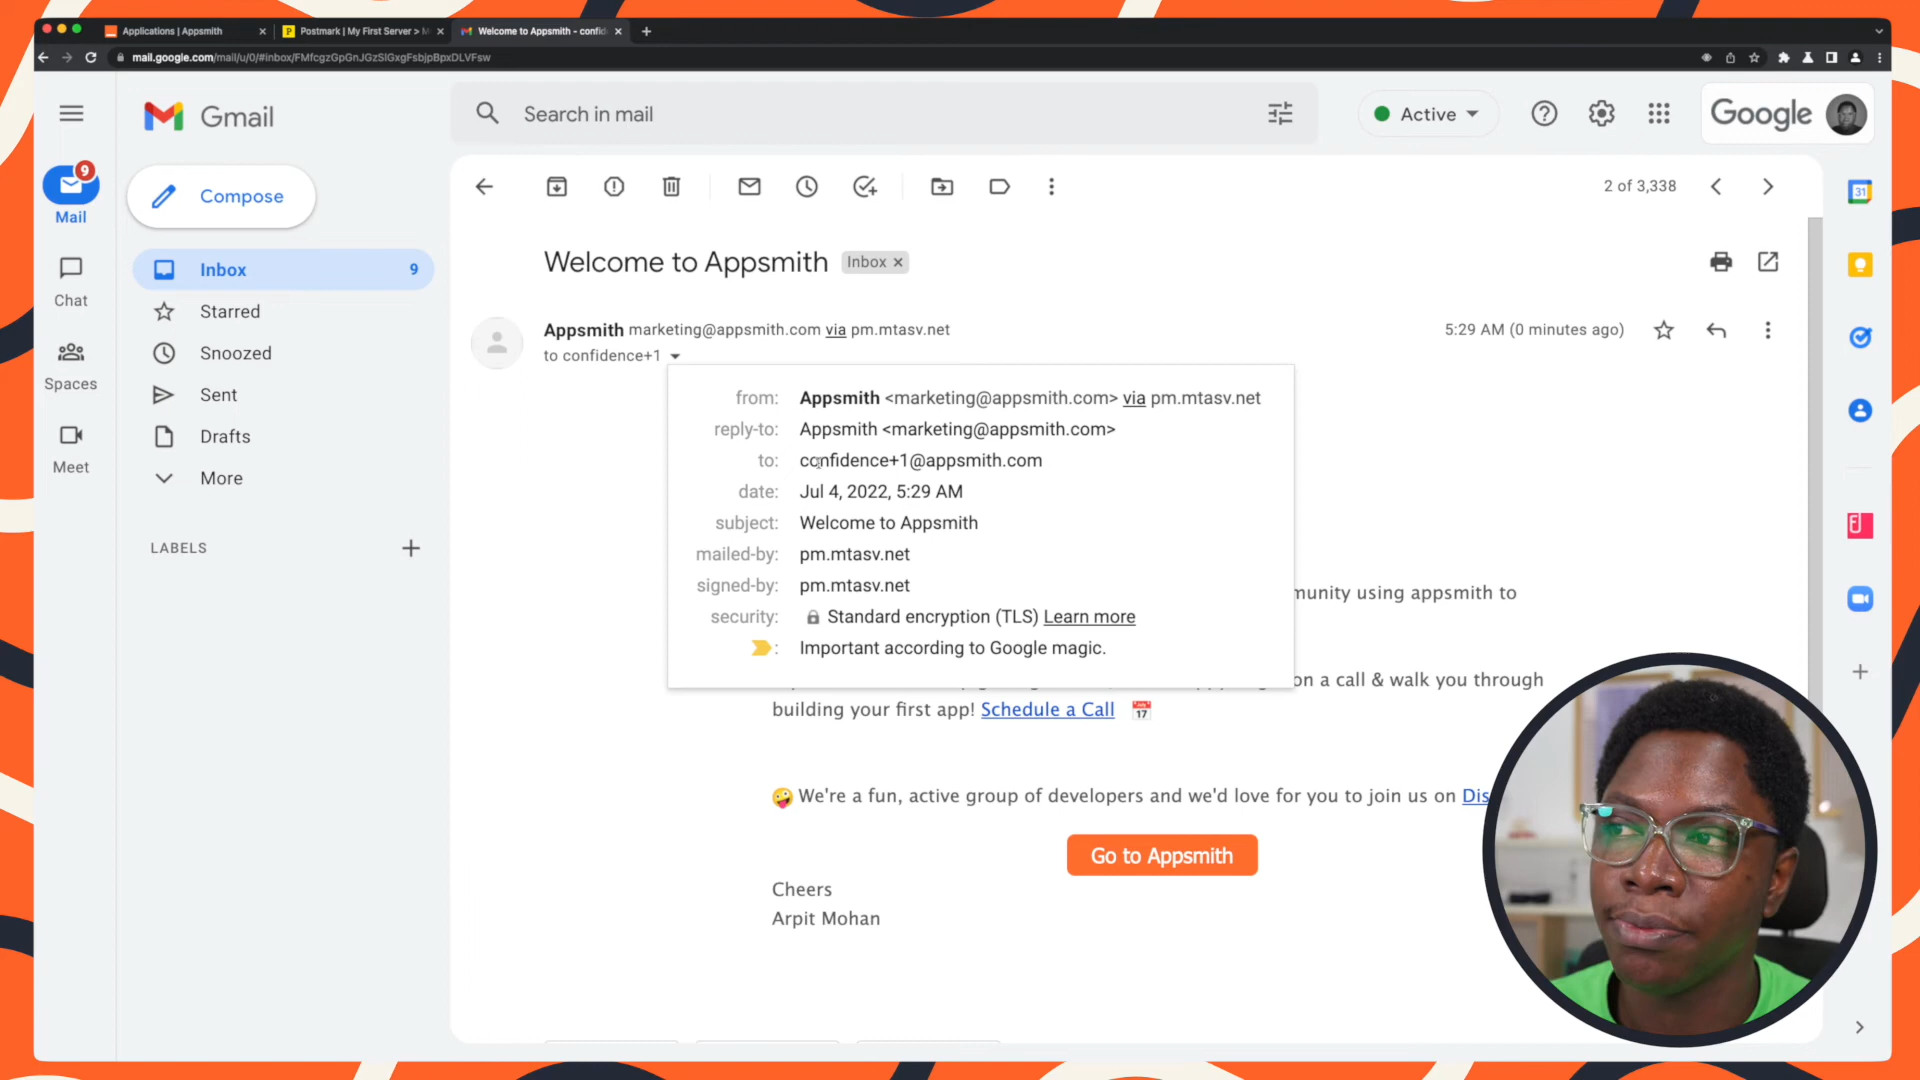 Applications | Appsmith
Postmark | My First Server >
Welcome to Appsmith - confid
mail.google.com/mail/u/0/#inbox/FMfcgzGpGnJGzSlGxgFsbjpBpxDLVFsw
Gmail
Search in mail
Active
Google
9
Mail
Compose
2 of 3,338
31
Inbox 9
Welcome to Appsmith Inbox
Chat
Starred
Appsmith marketing@appsmith.com via pm.mtasv.net
5:29 AM (0 minutes ago)
to confidence+1
Snoozed
Spaces
Sent
from: Appsmith <marketing@appsmith.com> via pm.mtasv.net
reply-to: Appsmith <marketing@appsmith.com>
to: confidence+1@appsmith.com
date: Jul 4, 2022, 5:29 AM
subject: Welcome to Appsmith
mailed-by: pm.mtasv.net
signed-by: pm.mtasv.net
security: Standard encryption (TLS) Learn more
: Important according to Google magic.
Drafts
Meet
More
LABELS
munity using appsmith to
on a call & walk you through
building your first app! Schedule a Call
17
We're a fun, active group of developers and we'd love for you to join us on Dis
Go to Appsmith
Cheers
Arpit Mohan